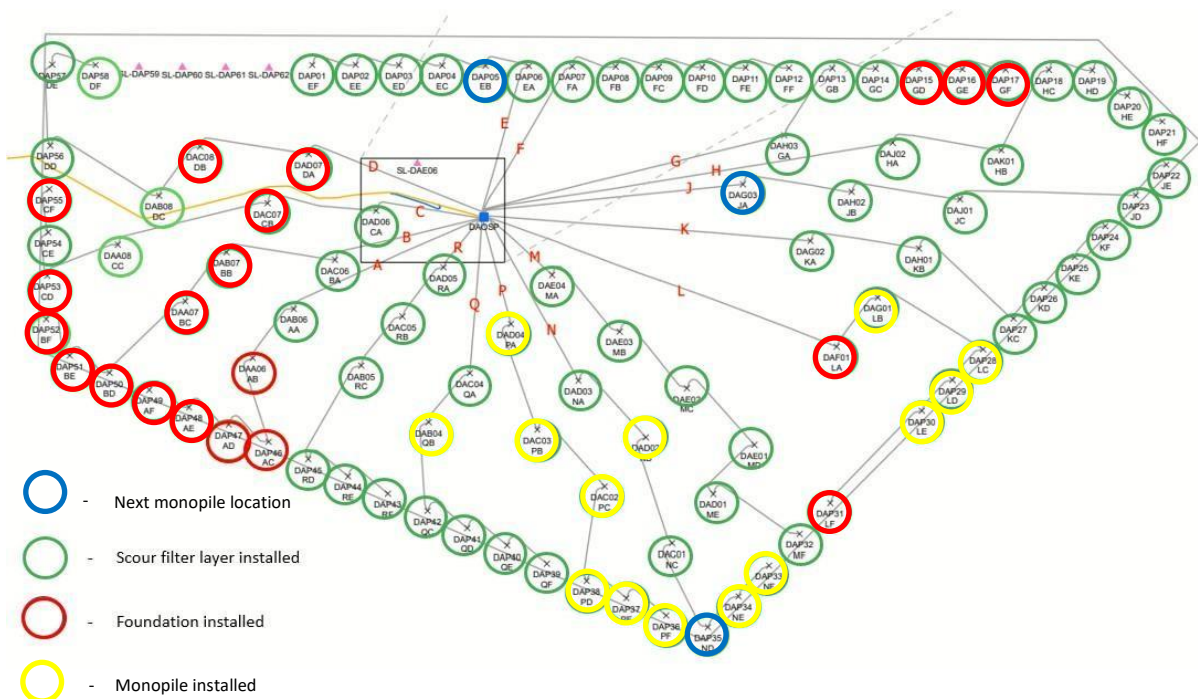 DAP57
DE
DAP58
DF
SL-DAP59
SL-DAP60
SL-DAP61
SL-DAP62
DAP01
EF
DAP02
EE
DAP03
ED
DAP04
EC
DAP05
EB
DAP06
EA
DAP07
FA
DAP08
FB
DAP09
FC
DAP10
FD
DAP11
FE
DAP12
FF
DAP13
GB
DAP14
GC
DAP15
GD
DAP16
GE
DAP17
GF
DAP18
HC
DAP19
HD
DAP20
HE
DAP21
HF
E
F
DAP56
DD
DAC08
DB
DAD07
DA
D
SL-DAE06
G
H
J
DAH03
GA
DAJ02
HA
DAK01
HB
DAP22
JE
DAP55
CF
DAB08
DC
DAC07
CB
C
DAD06
CA
DAOSP
DAG03
JA
DAH02
JB
DAJ01
JC
DAP23
JD
DAP54
CE
DAA08
CC
B
A
R
M
K
DAP24
KF
DAB07
BB
DAC06
BA
DAD05
RA
DAE04
MA
DAG02
KA
DAH01
KB
DAP25
KE
DAP53
CD
DAA07
BC
DAB06
AA
DAC05
RB
Q
P
N
L
DAG01
LB
DAP26
KD
DAP52
BF
DAD04
PA
DAE03
MB
DAF01
LA
DAP27
KC
DAP51
BE
DAP50
BD
DAA06
AB
DAB05
RC
DAC04
QA
DAD03
NA
DAE02
MC
DAP28
LC
DAP29
LD
DAP49
AF
DAP48
AE
DAP47
AD
DAP46
AC
DAB04
QB
DAC03
PB
DAE01
DAP30
LE
DAP45
RD
DAP44
RE
DAP43
DAC02
PC
DAD01
ME
DAP31
LF
DAP42
QC
DAP41
QD
DAP40
QE
DAP39
QF
DAC01
NC
DAP32
MF
DAP33
DAP38
PD
DAP37
DAP36
PF
DAP34
NE
DAP35
ND
- Next monopile location
- Scour filter layer installed
- Foundation installed
- Monopile installed